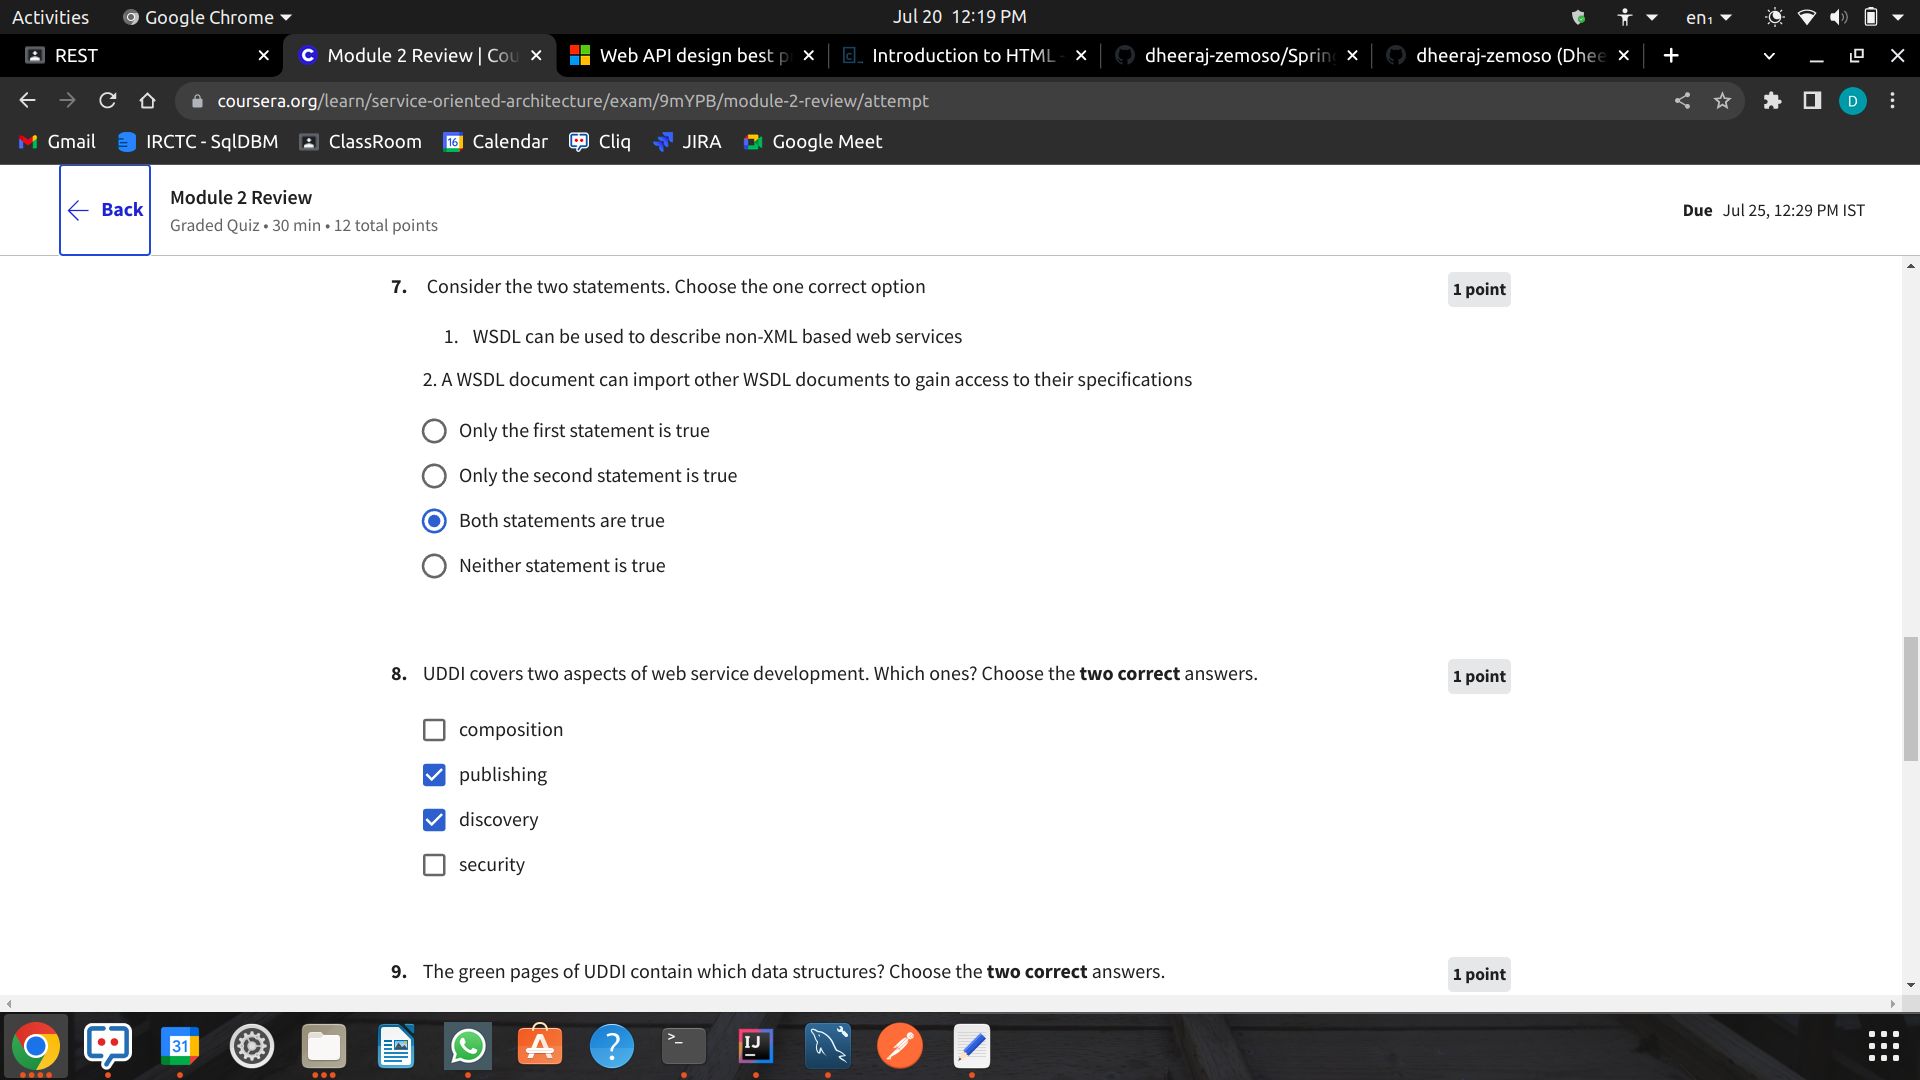 Activities
Google Chrome
Jul 20 12:19 PM
en₁
REST
Module 2 Review | Cou
Web API design best p
Introduction to HTML
dheeraj-zemoso/Spring
dheeraj-zemoso (Dhee
coursera.org/learn/service-oriented-architecture/exam/9mYPB/module-2-review/attempt
D
Gmail
IRCTC - SqlDBM
ClassRoom
16
Calendar
Cliq
JIRA
Google Meet
Back
Module 2 Review
Graded Quiz • 30 min • 12 total points
Due Jul 25, 12:29 PM IST
7. Consider the two statements. Choose the one correct option
1 point
1. WSDL can be used to describe non-XML based web services
2. A WSDL document can import other WSDL documents to gain access to their specifications
Only the first statement is true
Only the second statement is true
Both statements are true
Neither statement is true
8. UDDI covers two aspects of web service development. Which ones? Choose the two correct answers.
1 point
composition
publishing
discovery
security
9. The green pages of UDDI contain which data structures? Choose the two correct answers.
1 point
31
?
>_
IJ